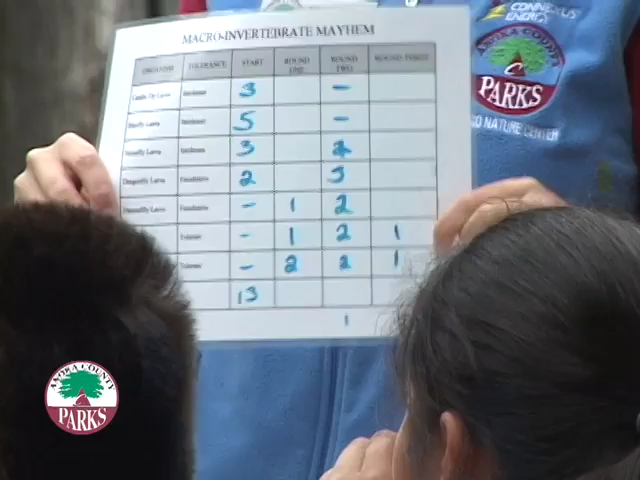 CONNEXUS
ENERGY
MACRO-INVERTEBRATE MAYHEM
ORGANISM TOLERANCE START ROUND ONE ROUND TWO ROUND THREE
Caddis Fly Larva Intolerant 3 -
Mayfly Larva Intolerant 5 -
Stonefly Larva Intolerant 3
Dragonfly Larva Facultative 2 3
Damselfly Larva Facultative - 1 2
Tolerant - 1 2 1
Tolerant - 2 2 1
13
1
ANOKA COUNTY
PARKS
NATURE CENTER
ANOKA COUNTY
PARKS